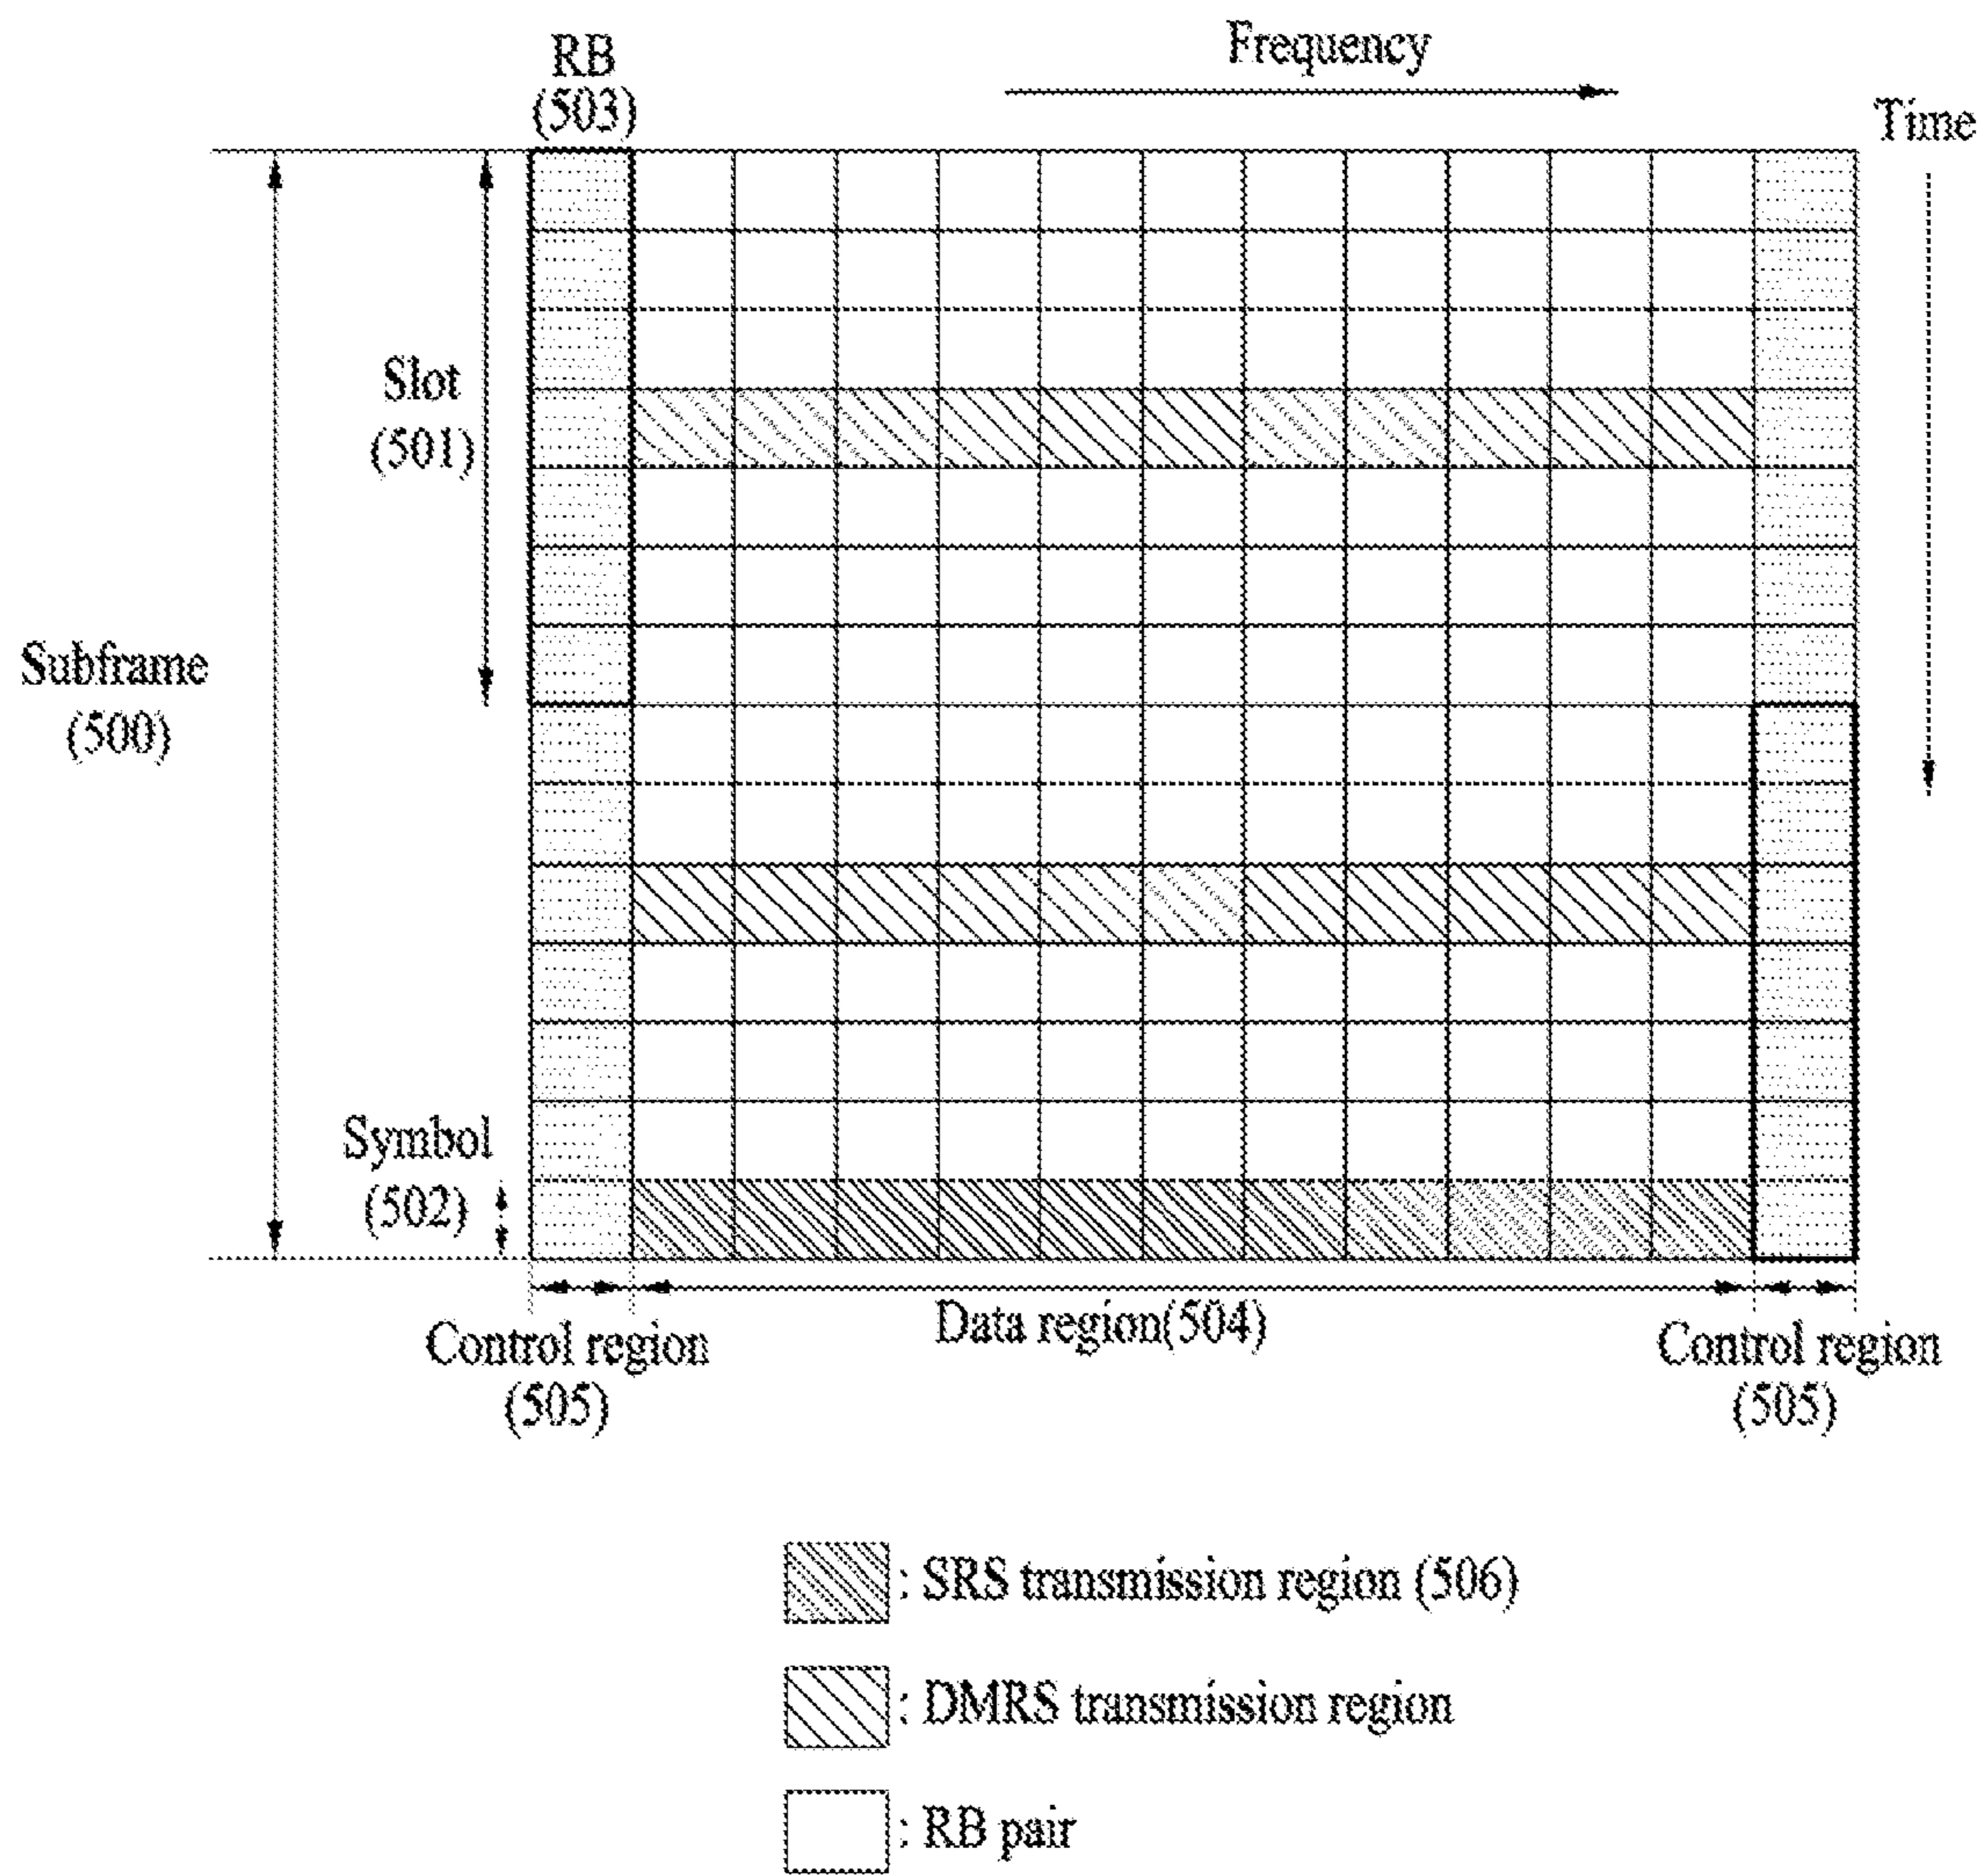 RB
(503)
Frequency
Time
Slot
(501)
Subframe
(500)
Symbol
(502)
Control region
(505)
Data region(504)
Control region
(505)
: SRS transmission region (506)
: DMRS transmission region
: RB pair